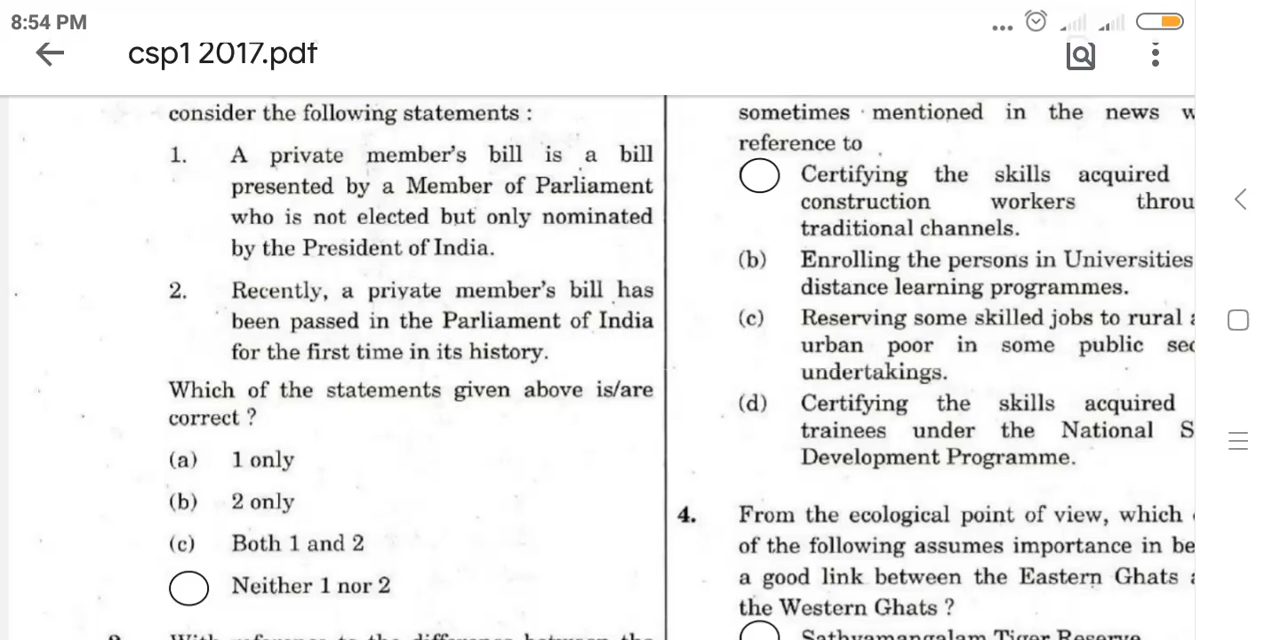 8:54 PM
csp1 2017.pdf
consider the following statements :
1. A private member's bill is a bill
presented by a Member of Parliament
who is not elected but only nominated
by the President of India.
2. Recently, a private member's bill has
been passed in the Parliament of India
for the first time in its history.
Which of the statements given above is/are
correct ?
(a) 1 only
(b) 2 only
(c) Both 1 and 2
Neither 1 nor 2
sometimes mentioned in the news
reference to
Certifying the skills acquired
construction workers
traditional channels.
(b) Enrolling the persons in Universities
distance learning programmes.
(c) Reserving some skilled jobs to rural
urban poor in some public
undertakings.
(d) Certifying the skills acquired
trainees under the National
Development Programme.
4. From the ecological point of view, which
of the following assumes importance in
a good link between the Eastern Ghats
the Western Ghats ?
Sathyamangalam Tiger Reserve